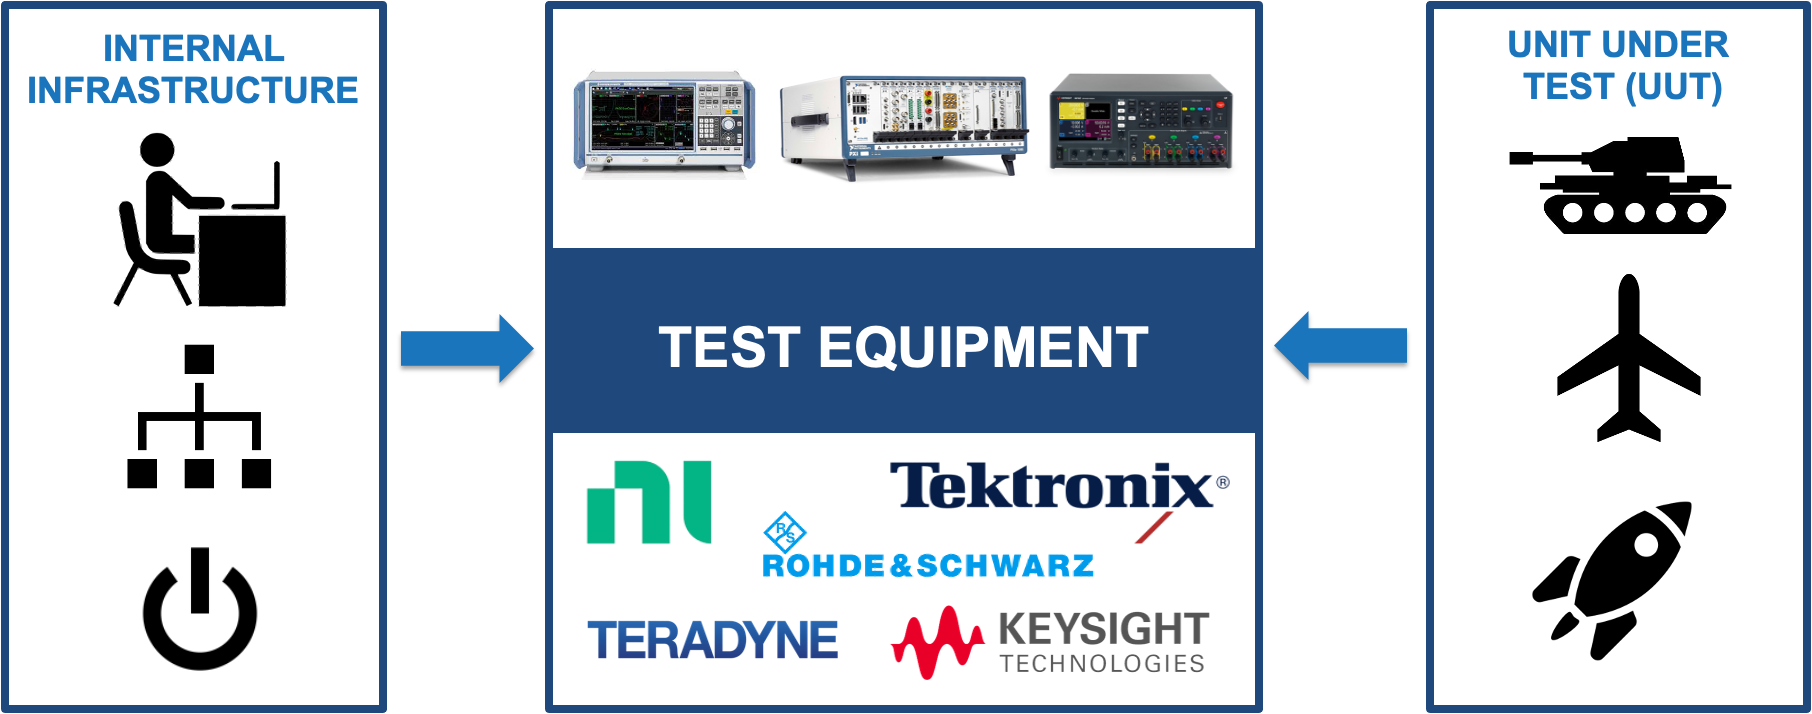 INTERNAL
INFRASTRUCTURE
TEST EQUIPMENT
Tektronix®
R
S
ROHDE & SCHWARZ
TERADYNE
KEYSIGHT
TECHNOLOGIES
UNIT UNDER
TEST (UUT)